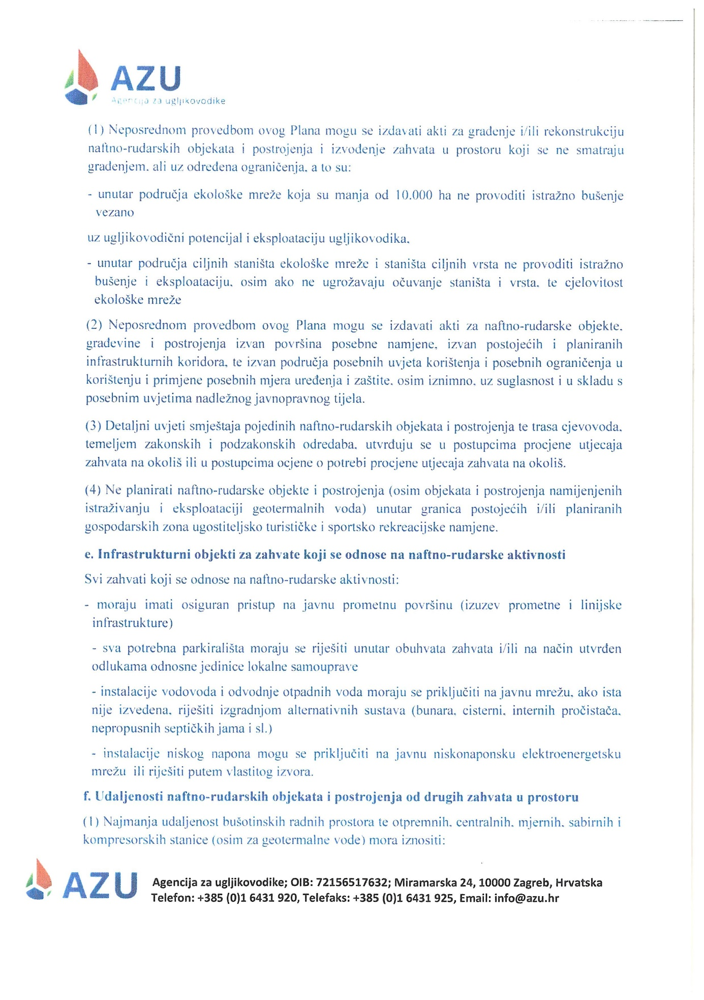 AZU
Agencija za ugljikovodike
(1) Neposrednom provedbom ovog Plana mogu se izdavati akti za građenje i/ili rekonstrukciju
naftno-rudarskih objekata i postrojenja i izvođenje zahvata u prostoru koji se ne smatraju
građenjem, ali uz određena ograničenja, a to su:
- unutar područja ekološke mreže koja su manja od 10.000 ha ne provoditi istražno bušenje
vezano
uz ugljikovodični potencijal i eksploataciju ugljikovodika,
- unutar područja ciljnih staništa ekološke mreže i staništa ciljnih vrsta ne provoditi istražno
bušenje i eksploataciju, osim ako ne ugrožavaju očuvanje staništa i vrsta, te cjelovitost
ekološke mreže
(2) Neposrednom provedbom ovog Plana mogu se izdavati akti za naftno-rudarske objekte,
građevine i postrojenja izvan površina posebne namjene, izvan postojećih i planiranih
infrastrukturnih koridora, te izvan područja posebnih uvjeta korištenja i posebnih ograničenja u
korištenju i primjene posebnih mjera uređenja i zaštite, osim iznimno, uz suglasnost i u skladu s
posebnim uvjetima nadležnog javnopravnog tijela.
(3) Detaljni uvjeti smještaja pojedinih naftno-rudarskih objekata i postrojenja te trasa cjevovoda,
temeljem zakonskih i podzakonskih odredaba, utvrđuju se u postupcima procjene utjecaja
zahvata na okoliš ili u postupcima ocjene o potrebi procjene utjecaja zahvata na okoliš.
(4) Ne planirati naftno-rudarske objekte i postrojenja (osim objekata i postrojenja namijenjenih
istraživanju i eksploataciji geotermalnih voda) unutar granica postojećih i/ili planiranih
gospodarskih zona ugostiteljsko turističke i sportsko rekreacijske namjene.
e. Infrastrukturni objekti za zahvate koji se odnose na naftno-rudarske aktivnosti
Svi zahvati koji se odnose na naftno-rudarske aktivnosti:
- moraju imati osiguran pristup na javnu prometnu površinu (izuzev prometne i linijske
infrastrukture)
- sva potrebna parkirališta moraju se riješiti unutar obuhvata zahvata i/ili na način utvrđen
odlukama odnosne jedinice lokalne samouprave
- instalacije vodovoda i odvodnje otpadnih voda moraju se priključiti na javnu mrežu, ako ista
nije izvedena, riješiti izgradnjom alternativnih sustava (bunara, cisterni, internih pročistača,
nepropusnih septičkih jama i sl.)
- instalacije niskog napona mogu se priključiti na javnu niskonaponsku elektroenergetsku
mrežu ili riješiti putem vlastitog izvora.
f. Udaljenosti naftno-rudarskih objekata i postrojenja od drugih zahvata u prostoru
(1) Najmanja udaljenost bušotinskih radnih prostora te otpremnih, centralnih, mjernih, sabirnih i
kompresorskih stanice (osim za geotermalne vode) mora iznositi:
AZU
Agencija za ugljikovodike; OIB: 72156517632; Miramarska 24, 10000 Zagreb, Hrvatska
Telefon: +385 (0)1 6431 920, Telefaks: +385 (0)1 6431 925, Email: info@azu.hr